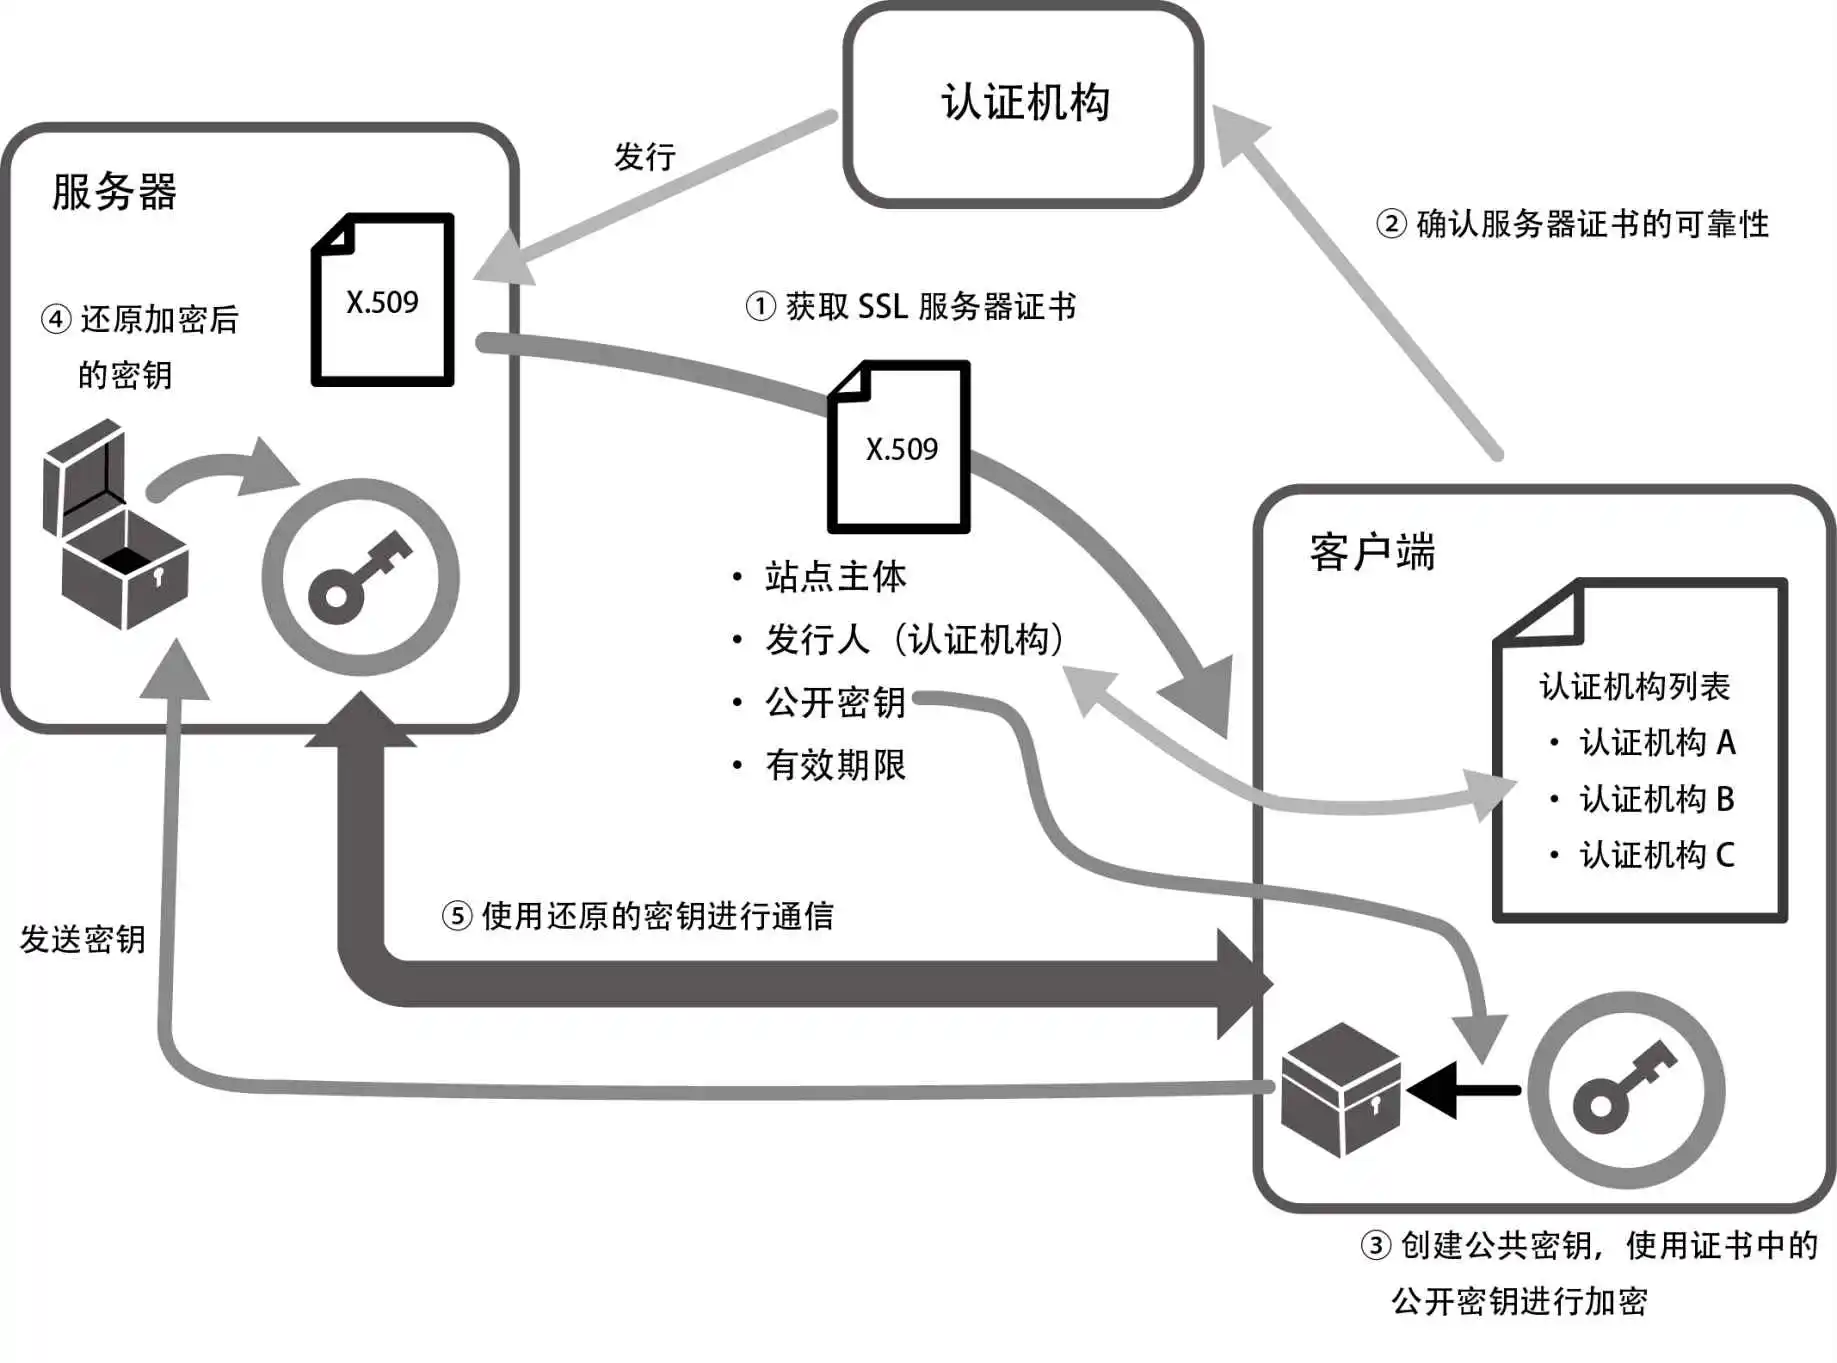 认证机构
发行
服务器
② 确认服务器证书的可靠性
X.509
① 获取 SSL 服务器证书
④ 还原加密后
的密钥
X.509
客户端
• 站点主体
• 发行人（认证机构）
• 公开密钥
• 有效期限
认证机构列表
• 认证机构 A
• 认证机构 B
• 认证机构 C
⑤ 使用还原的密钥进行通信
发送密钥
③ 创建公共密钥，使用证书中的
公开密钥进行加密